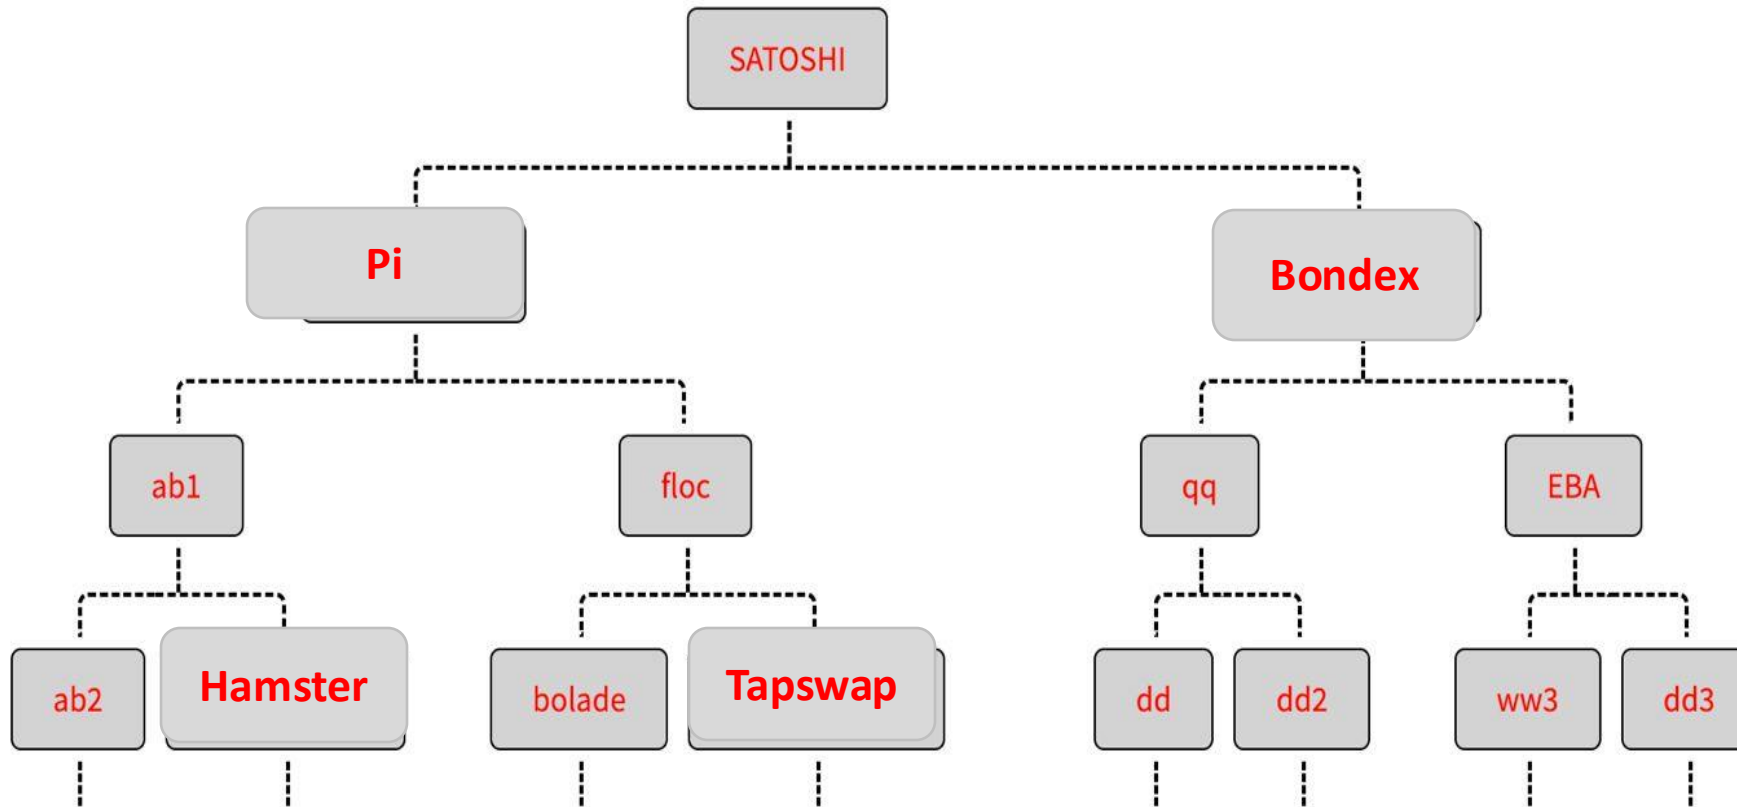 SATOSHI
Pi
Bondex
ab1
floc
qq
EBA
ab2
Hamster
bolade
Tapswap
dd
dd2
ww3
dd3